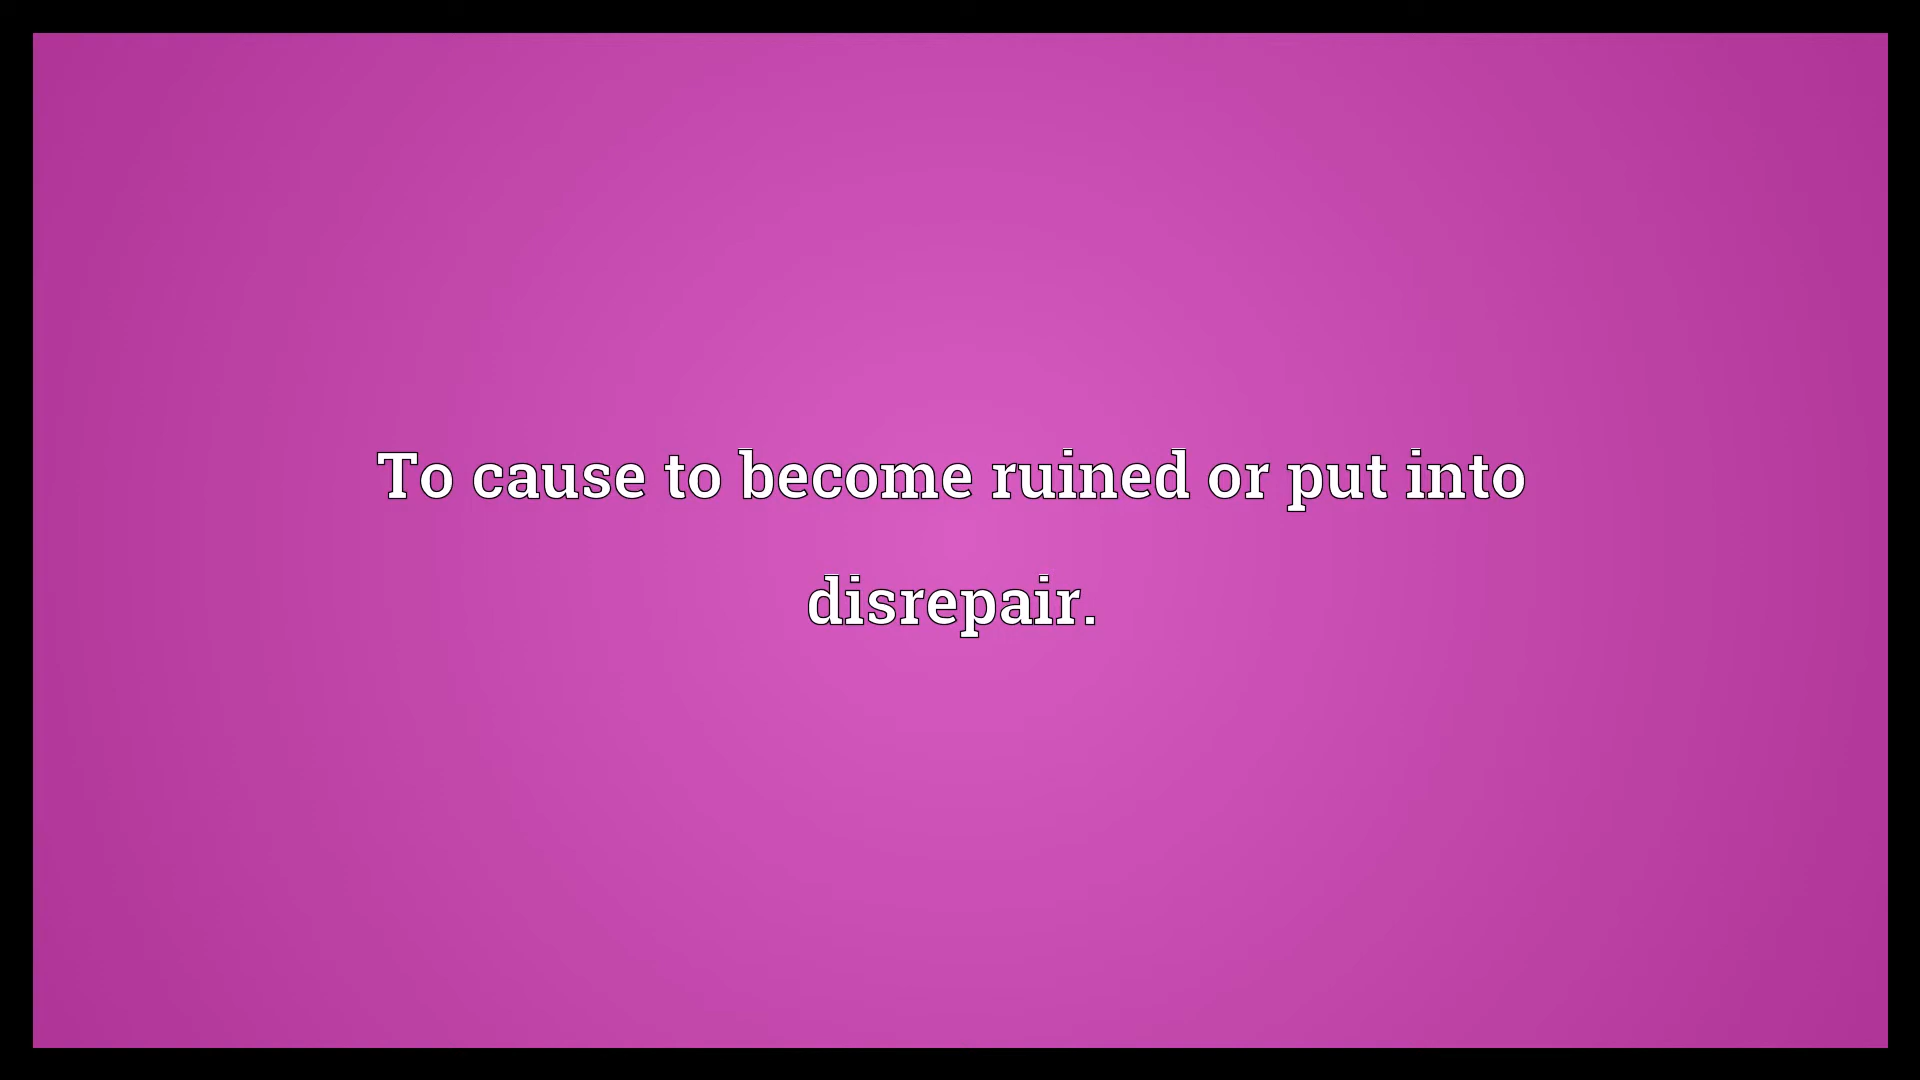 To cause to become ruined or put into
disrepair.